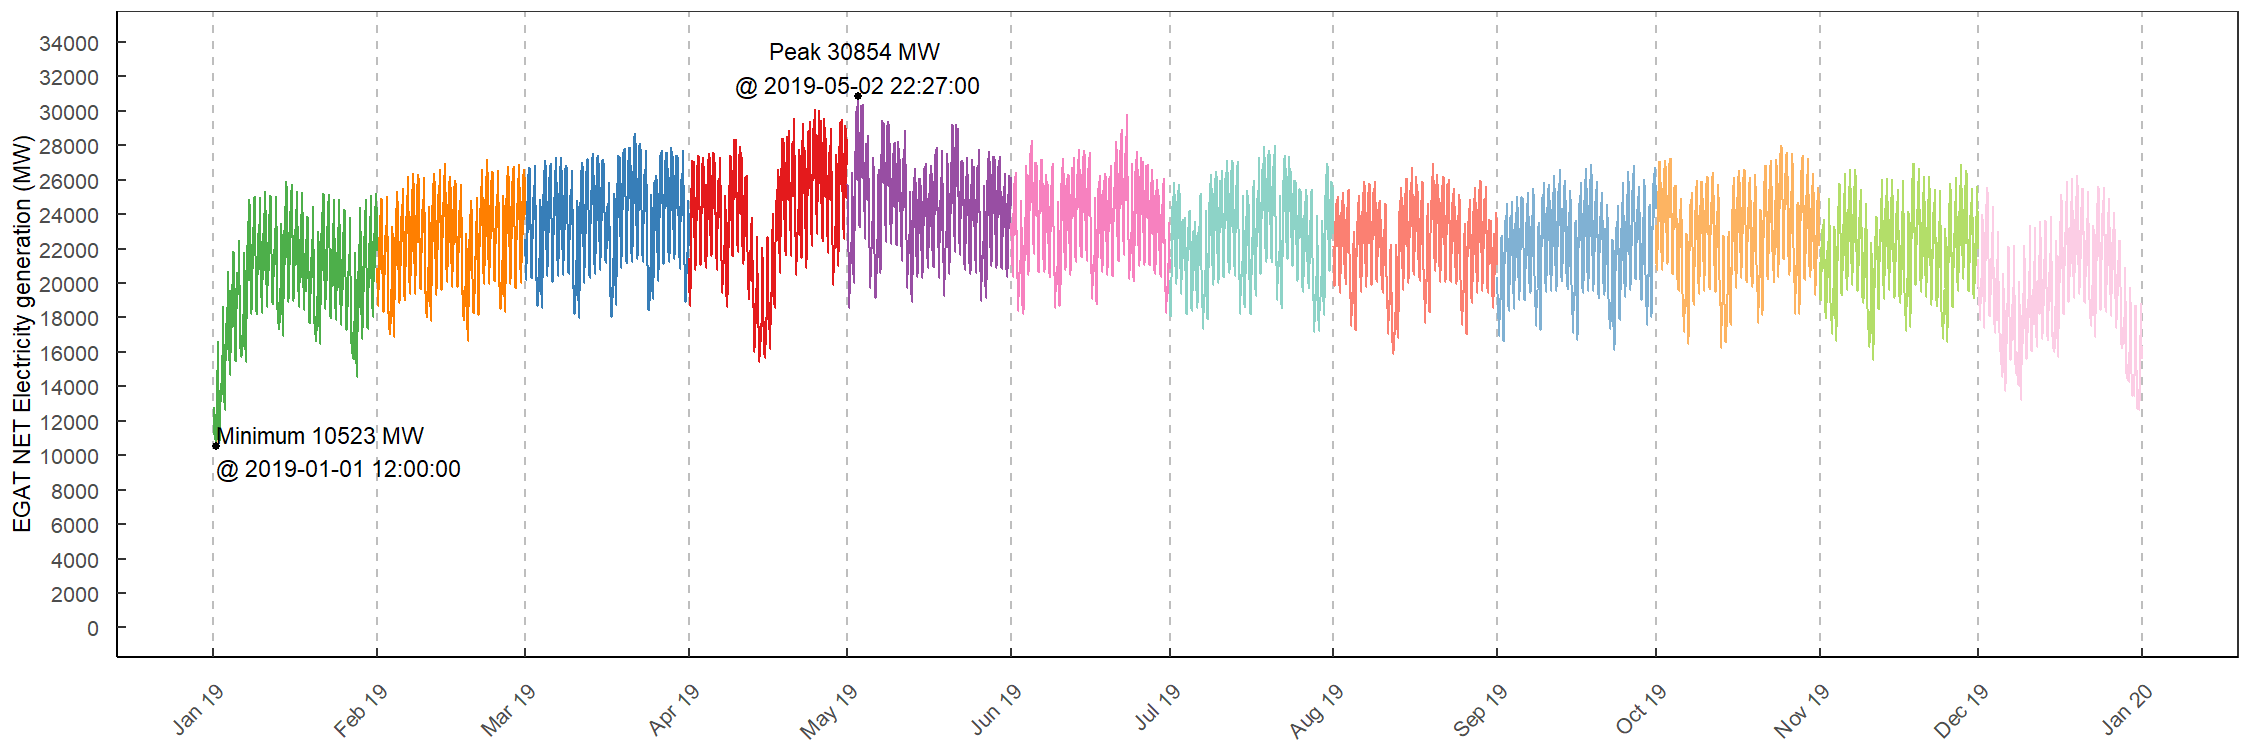 EGAT NET Electricity generation (MW)
34000
32000
30000
28000
26000
24000
22000
20000
18000
16000
14000
12000
10000
8000
6000
4000
2000
0
Peak 30854 MW
@ 2019-05-02 22:27:00
Minimum 10523 MW
@ 2019-01-01 12:00:00
Jan 19
Feb 19
Mar 19
Apr 19
May 19
Jun 19
Jul 19
Aug 19
Sep 19
Oct 19
Nov 19
Dec 19
Jan 20